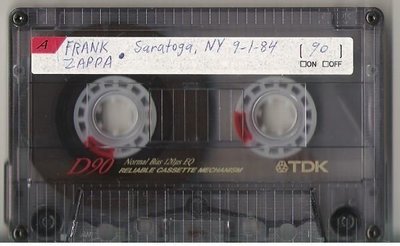 A FRANK ZAPPA • Saratoga, NY 9-1-84 [90]
□ON □OFF
D90 Normal Bias 120µs EQ
RELIABLE CASSETTE MECHANISM
TDK